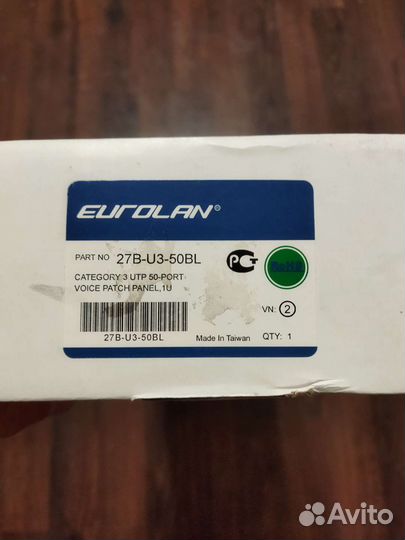 EUROLAN®
PART NO 27B-U3-50BL
CATEGORY 3 UTP 50-PORT
VOICE PATCH PANEL,1U
RoHS
VN: 2
27B-U3-50BL
Made In Taiwan
QTY: 1
Avito